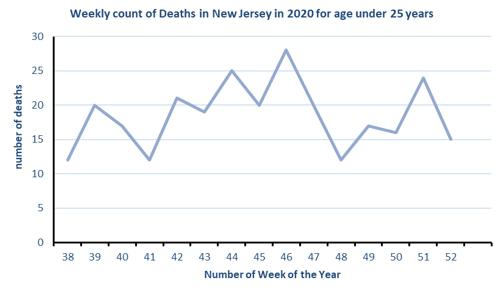 Weekly count of Deaths in New Jersey in 2020 for age under 25 years
number of deaths
30
25
20
15
10
5
0
38 39 40 41 42 43 44 45 46 47 48 49 50 51 52
Number of Week of the Year